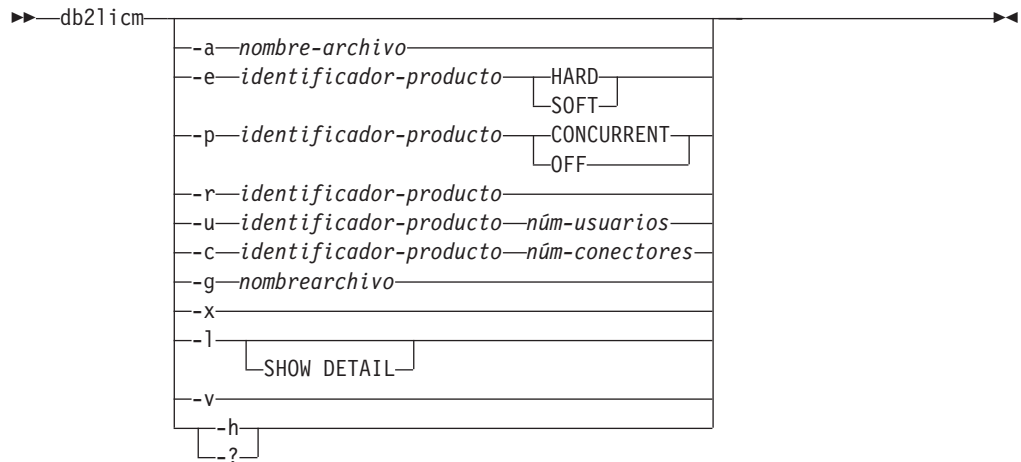 db2licm
-a nombre-archivo
-e identificador-producto HARD
SOFT
-p identificador-producto CONCURRENT
OFF
-r identificador-producto
-u identificador-producto núm-usuarios
-c identificador-producto núm-conectores
-g nombrearchivo
-x
-l
SHOW DETAIL
-v
-h
-?